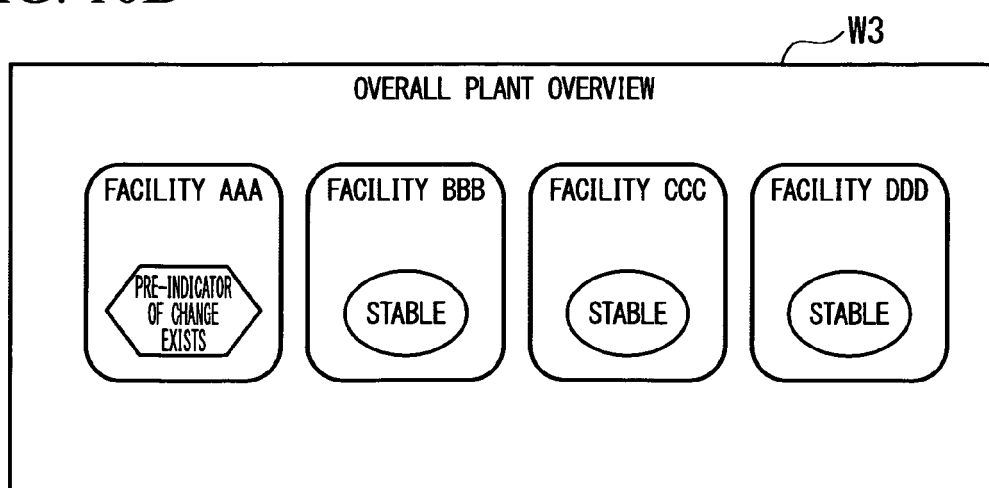 W3
OVERALL PLANT OVERVIEW
FACILITY AAA
FACILITY BBB
FACILITY CCC
FACILITY DDD
PRE-INDICATOR
OF CHANGE
EXISTS
STABLE
STABLE
STABLE